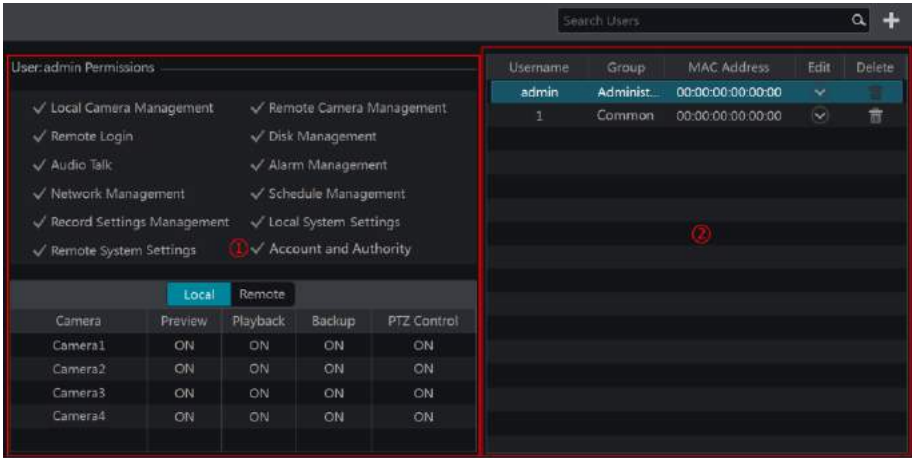 Search Users
User:admin Permissions
Local Camera Management Remote Camera Management
Remote Login Disk Management
Audio Talk Alarm Management
Network Management Schedule Management
Record Settings Management Local System Settings
Remote System Settings ① Account and Authority
Local Remote
Camera Preview Playback Backup PTZ Control
Camera1 ON ON ON ON
Camera2 ON ON ON ON
Camera3 ON ON ON ON
Camera4 ON ON ON ON
Username Group MAC Address Edit Delete
admin Administ... 00:00:00:00:00:00
1 Common 00:00:00:00:00:00
②